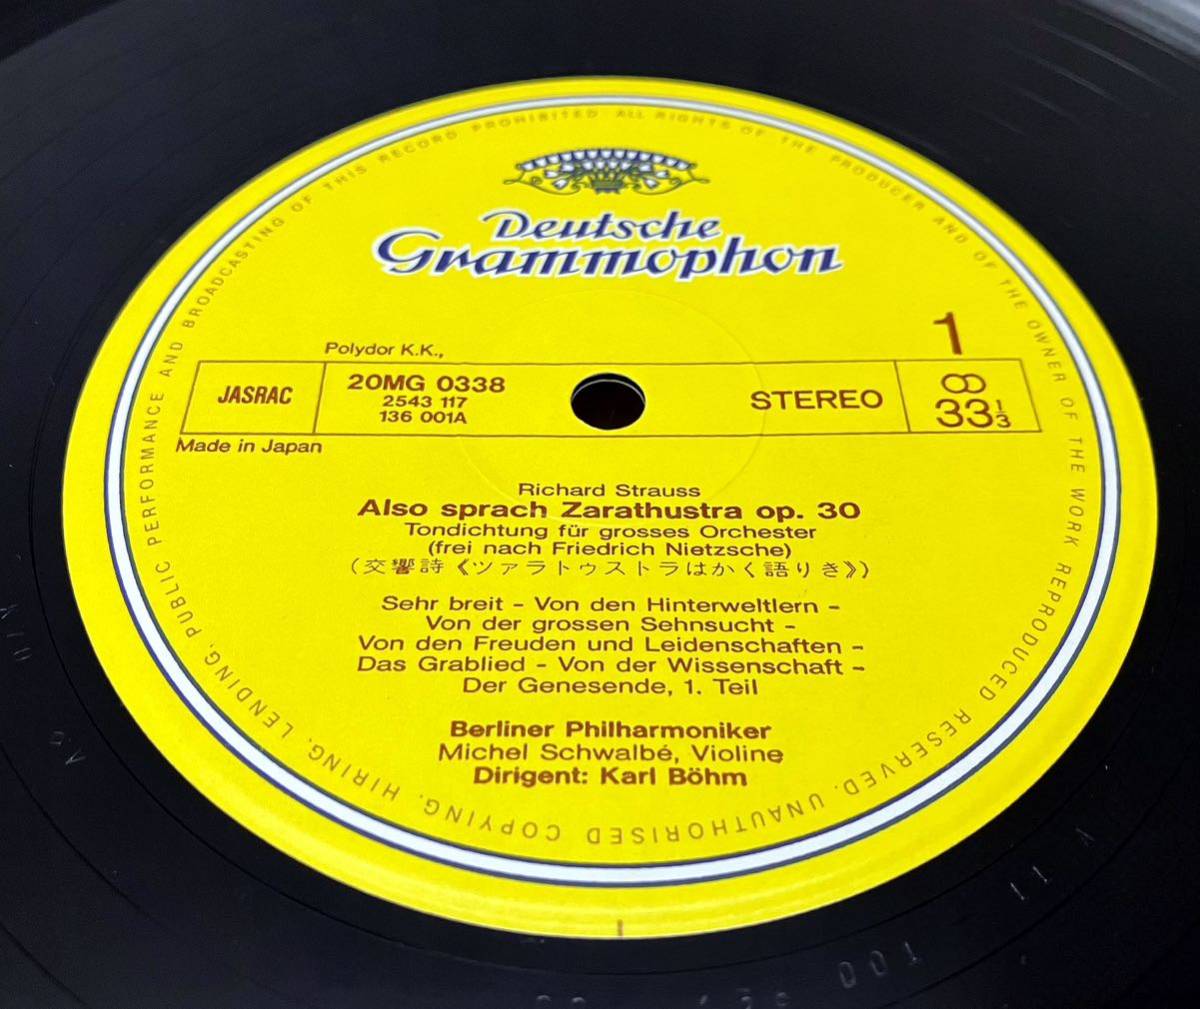 Deutsche
Grammophon
1
Polydor K.K.,
JASRAC
20MG 0338
2543 117
136 001A
STEREO
33 1/3
Made in Japan
Richard Strauss
Also sprach Zarathustra op. 30
Tondichtung für grosses Orchester
(frei nach Friedrich Nietzsche)
(交響詩《ツァラトゥストラはかく語りき》)
Sehr breit – Von den Hinterweltlern –
Von der grossen Sehnsucht –
Von den Freuden und Leidenschaften –
Das Grablied – Von der Wissenschaft –
Der Genesende, 1. Teil
Berliner Philharmoniker
Michel Schwalbé, Violine
Dirigent: Karl Böhm
ALL RIGHTS OF THE PRODUCER AND OF THE OWNER OF THE WORK REPRODUCED RESERVED. UNAUTHORISED COPYING, HIRING, LENDING, PUBLIC PERFORMANCE AND BROADCASTING OF THIS RECORD PROHIBITED
001
11 A